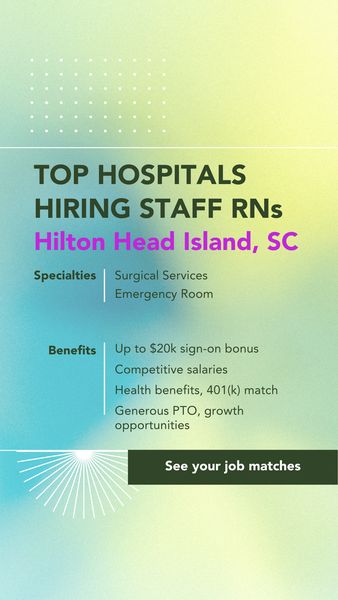 TOP HOSPITALS
HIRING STAFF RNs
Hilton Head Island, SC
Specialties
Surgical Services
Emergency Room
Benefits
Up to $20k sign-on bonus
Competitive salaries
Health benefits, 401(k) match
Generous PTO, growth
opportunities
See your job matches